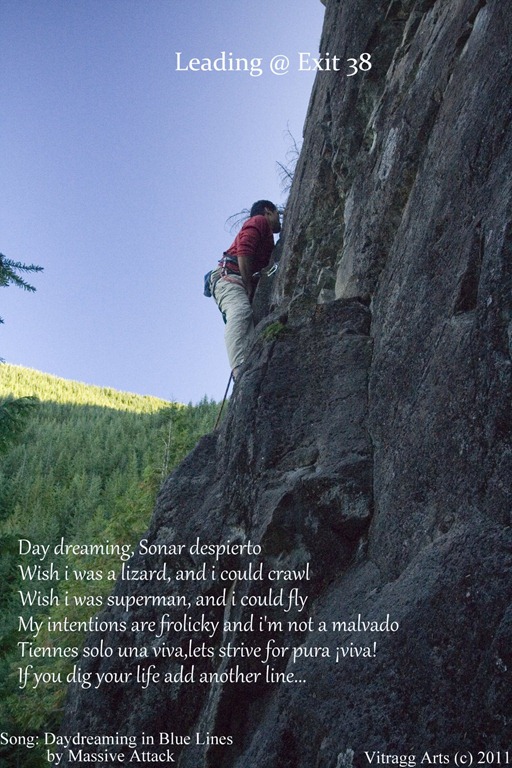 Leading @ Exit 38
Day dreaming, Sonar despierto
Wish i was a lizard, and i could crawl
Wish i was superman, and i could fly
My intentions are frolicky and i'm not a malvado
Tiennes solo una viva,lets strive for pura ¡viva!
If you dig your life add another line...
Song: Daydreaming in Blue Lines
by Massive Attack
Vitragg Arts (c) 2011